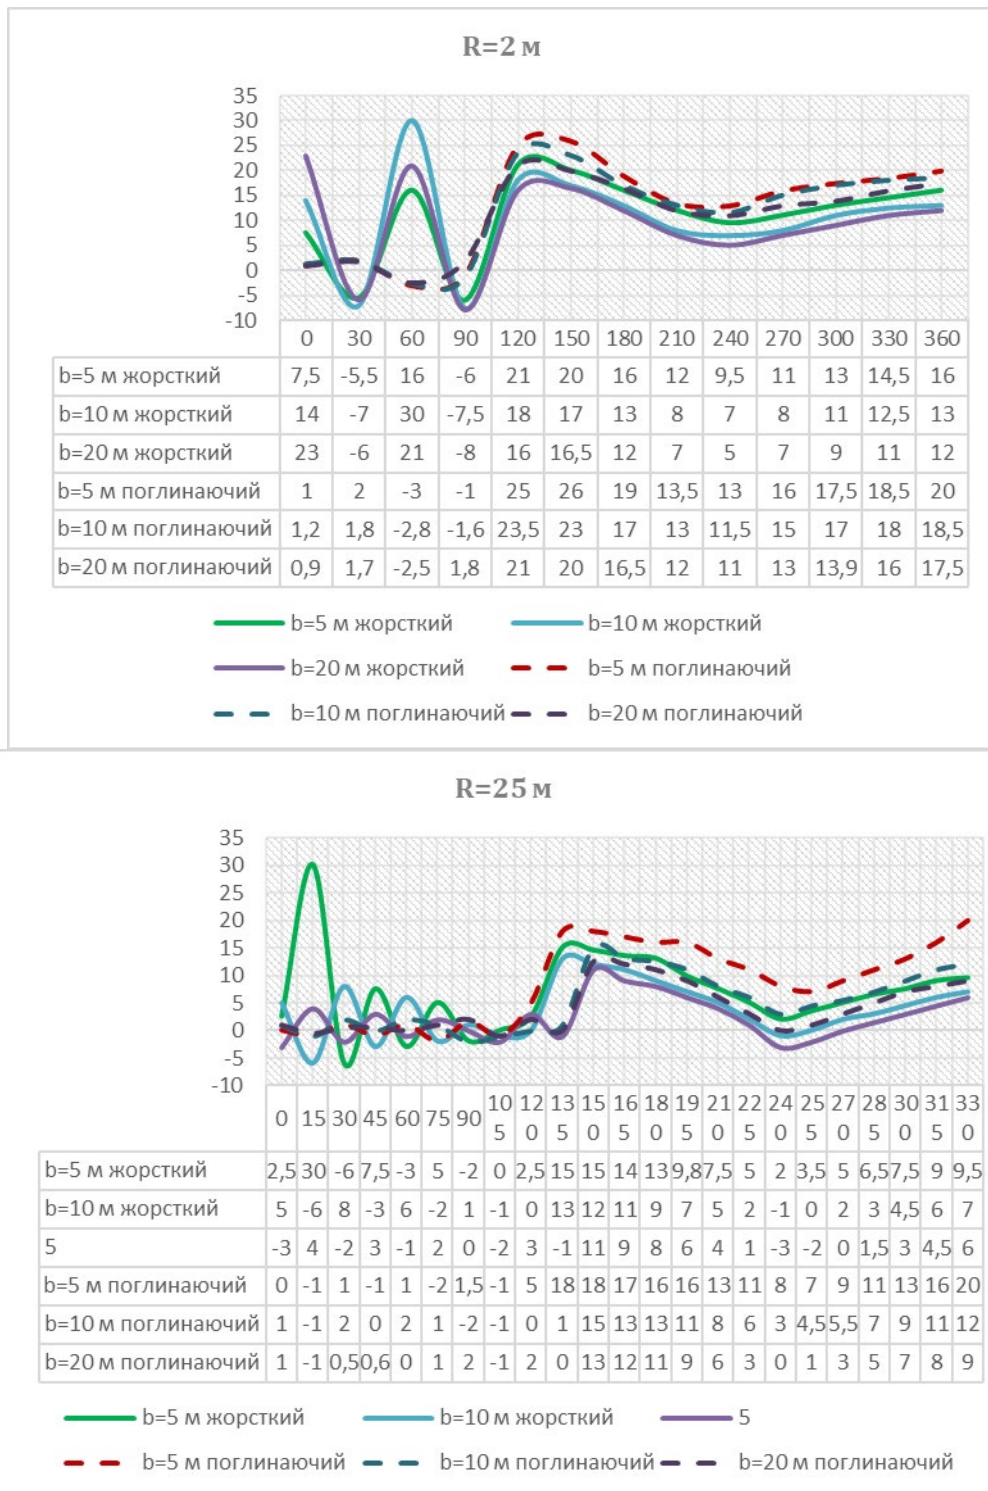 R=2 м
35
30
25
20
15
10
5
0
-5
-10
0 30 60 90 120 150 180 210 240 270 300 330 360
b=5 м жорсткий 7,5 -5,5 16 -6 21 20 16 12 9,5 11 13 14,5 16
b=10 м жорсткий 14 -7 30 -7,5 18 17 13 8 7 8 11 12,5 13
b=20 м жорсткий 23 -6 21 -8 16 16,5 12 7 5 7 9 11 12
b=5 м поглинаючий 1 2 -3 -1 25 26 19 13,5 13 16 17,5 18,5 20
b=10 м поглинаючий 1,2 1,8 -2,8 -1,6 23,5 23 17 13 11,5 15 17 18 18,5
b=20 м поглинаючий 0,9 1,7 -2,5 1,8 21 20 16,5 12 11 13 13,9 16 17,5
b=5 м жорсткий b=10 м жорсткий
b=20 м жорсткий b=5 м поглинаючий
b=10 м поглинаючий b=20 м поглинаючий
R=25 м
35
30
25
20
15
10
5
0
-5
-10
0 15 30 45 60 75 90 105 120 135 150 165 180 195 210 225 240 255 270 285 300 315 330
b=5 м жорсткий 2,5 30 -6 7,5 -3 5 -2 0 2,5 15 15 14 13 9,8 7,5 5 2 3,5 5 6,5 7,5 9 9,5
b=10 м жорсткий 5 -6 8 -3 6 -2 1 -1 0 13 12 11 9 7 5 2 -1 0 2 3 4,5 6 7
5 -3 4 -2 3 -1 2 0 -2 3 -1 11 9 8 6 4 1 -3 -2 0 1,5 3 4,5 6
b=5 м поглинаючий 0 -1 1 -1 1 -2 1,5 -1 5 18 18 17 16 16 13 11 8 7 9 11 13 16 20
b=10 м поглинаючий 1 -1 2 0 2 1 -2 -1 0 1 15 13 13 11 8 6 3 4,5 5,5 7 9 11 12
b=20 м поглинаючий 1 -1 0,5 0,6 0 1 2 -1 2 0 13 12 11 9 6 3 0 1 3 5 7 8 9
b=5 м жорсткий b=10 м жорсткий 5
b=5 м поглинаючий b=10 м поглинаючий b=20 м поглинаючий